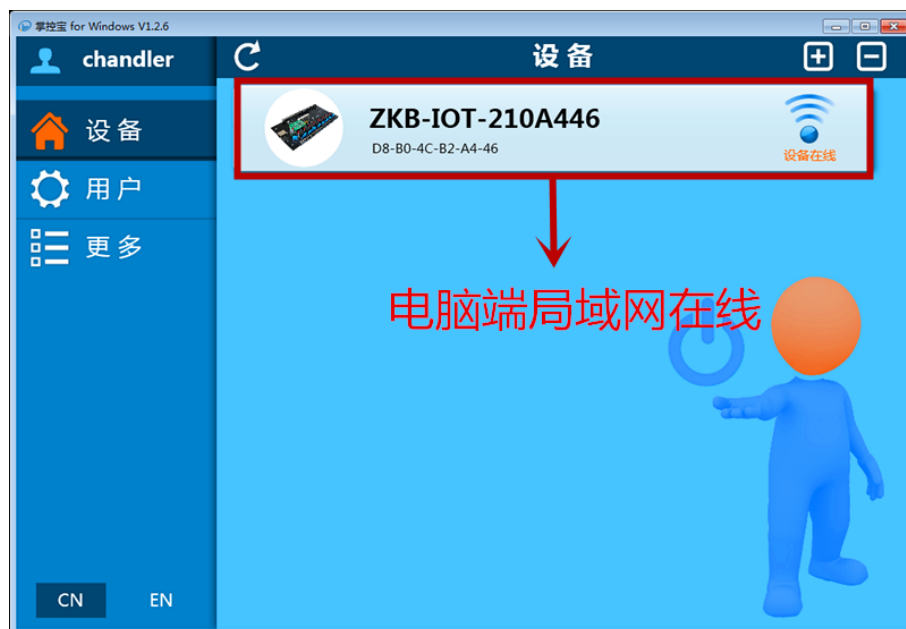 掌控宝 for Windows V1.2.6
chandler
设备
ZKB-IOT-210A446
D8-B0-4C-B2-A4-46
设备在线
设备
用户
更多
电脑端局域网在线
CN EN